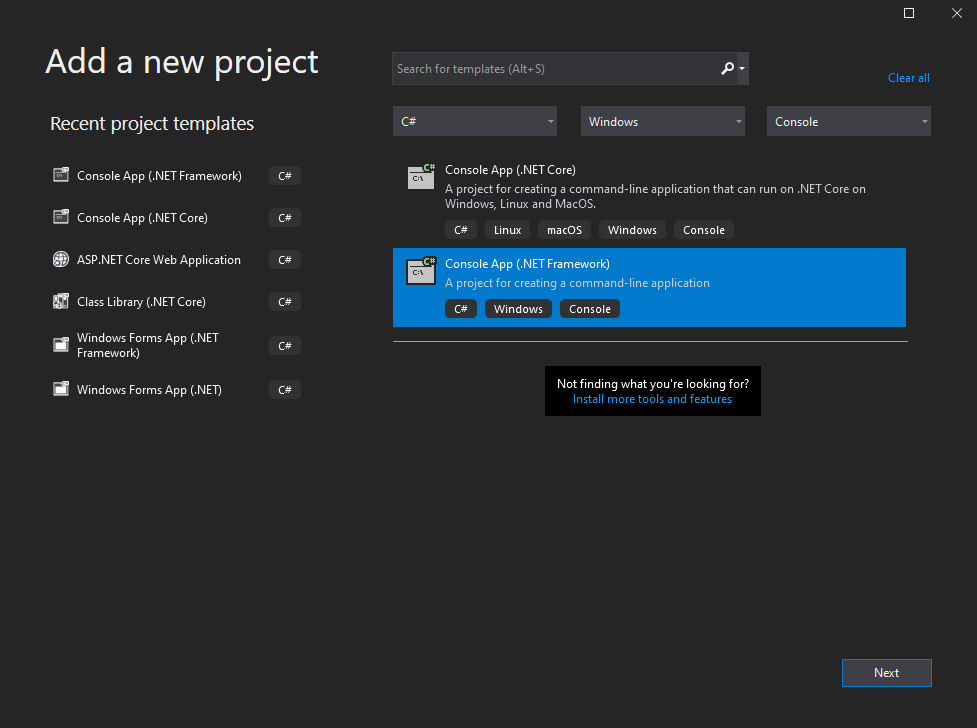 Add a new project
Search for templates (Alt+S)
Clear all
Recent project templates
C#
Windows
Console
Console App (.NET Framework)
C#
Console App (.NET Core)
C#
ASP.NET Core Web Application
C#
Class Library (.NET Core)
C#
Windows Forms App (.NET
Framework)
C#
Windows Forms App (.NET)
C#
C#
C:\
Console App (.NET Core)
A project for creating a command-line application that can run on .NET Core on
Windows, Linux and MacOS.
C#
Linux
macOS
Windows
Console
C#
C:\
Console App (.NET Framework)
A project for creating a command-line application
C#
Windows
Console
Not finding what you're looking for?
Install more tools and features
Next